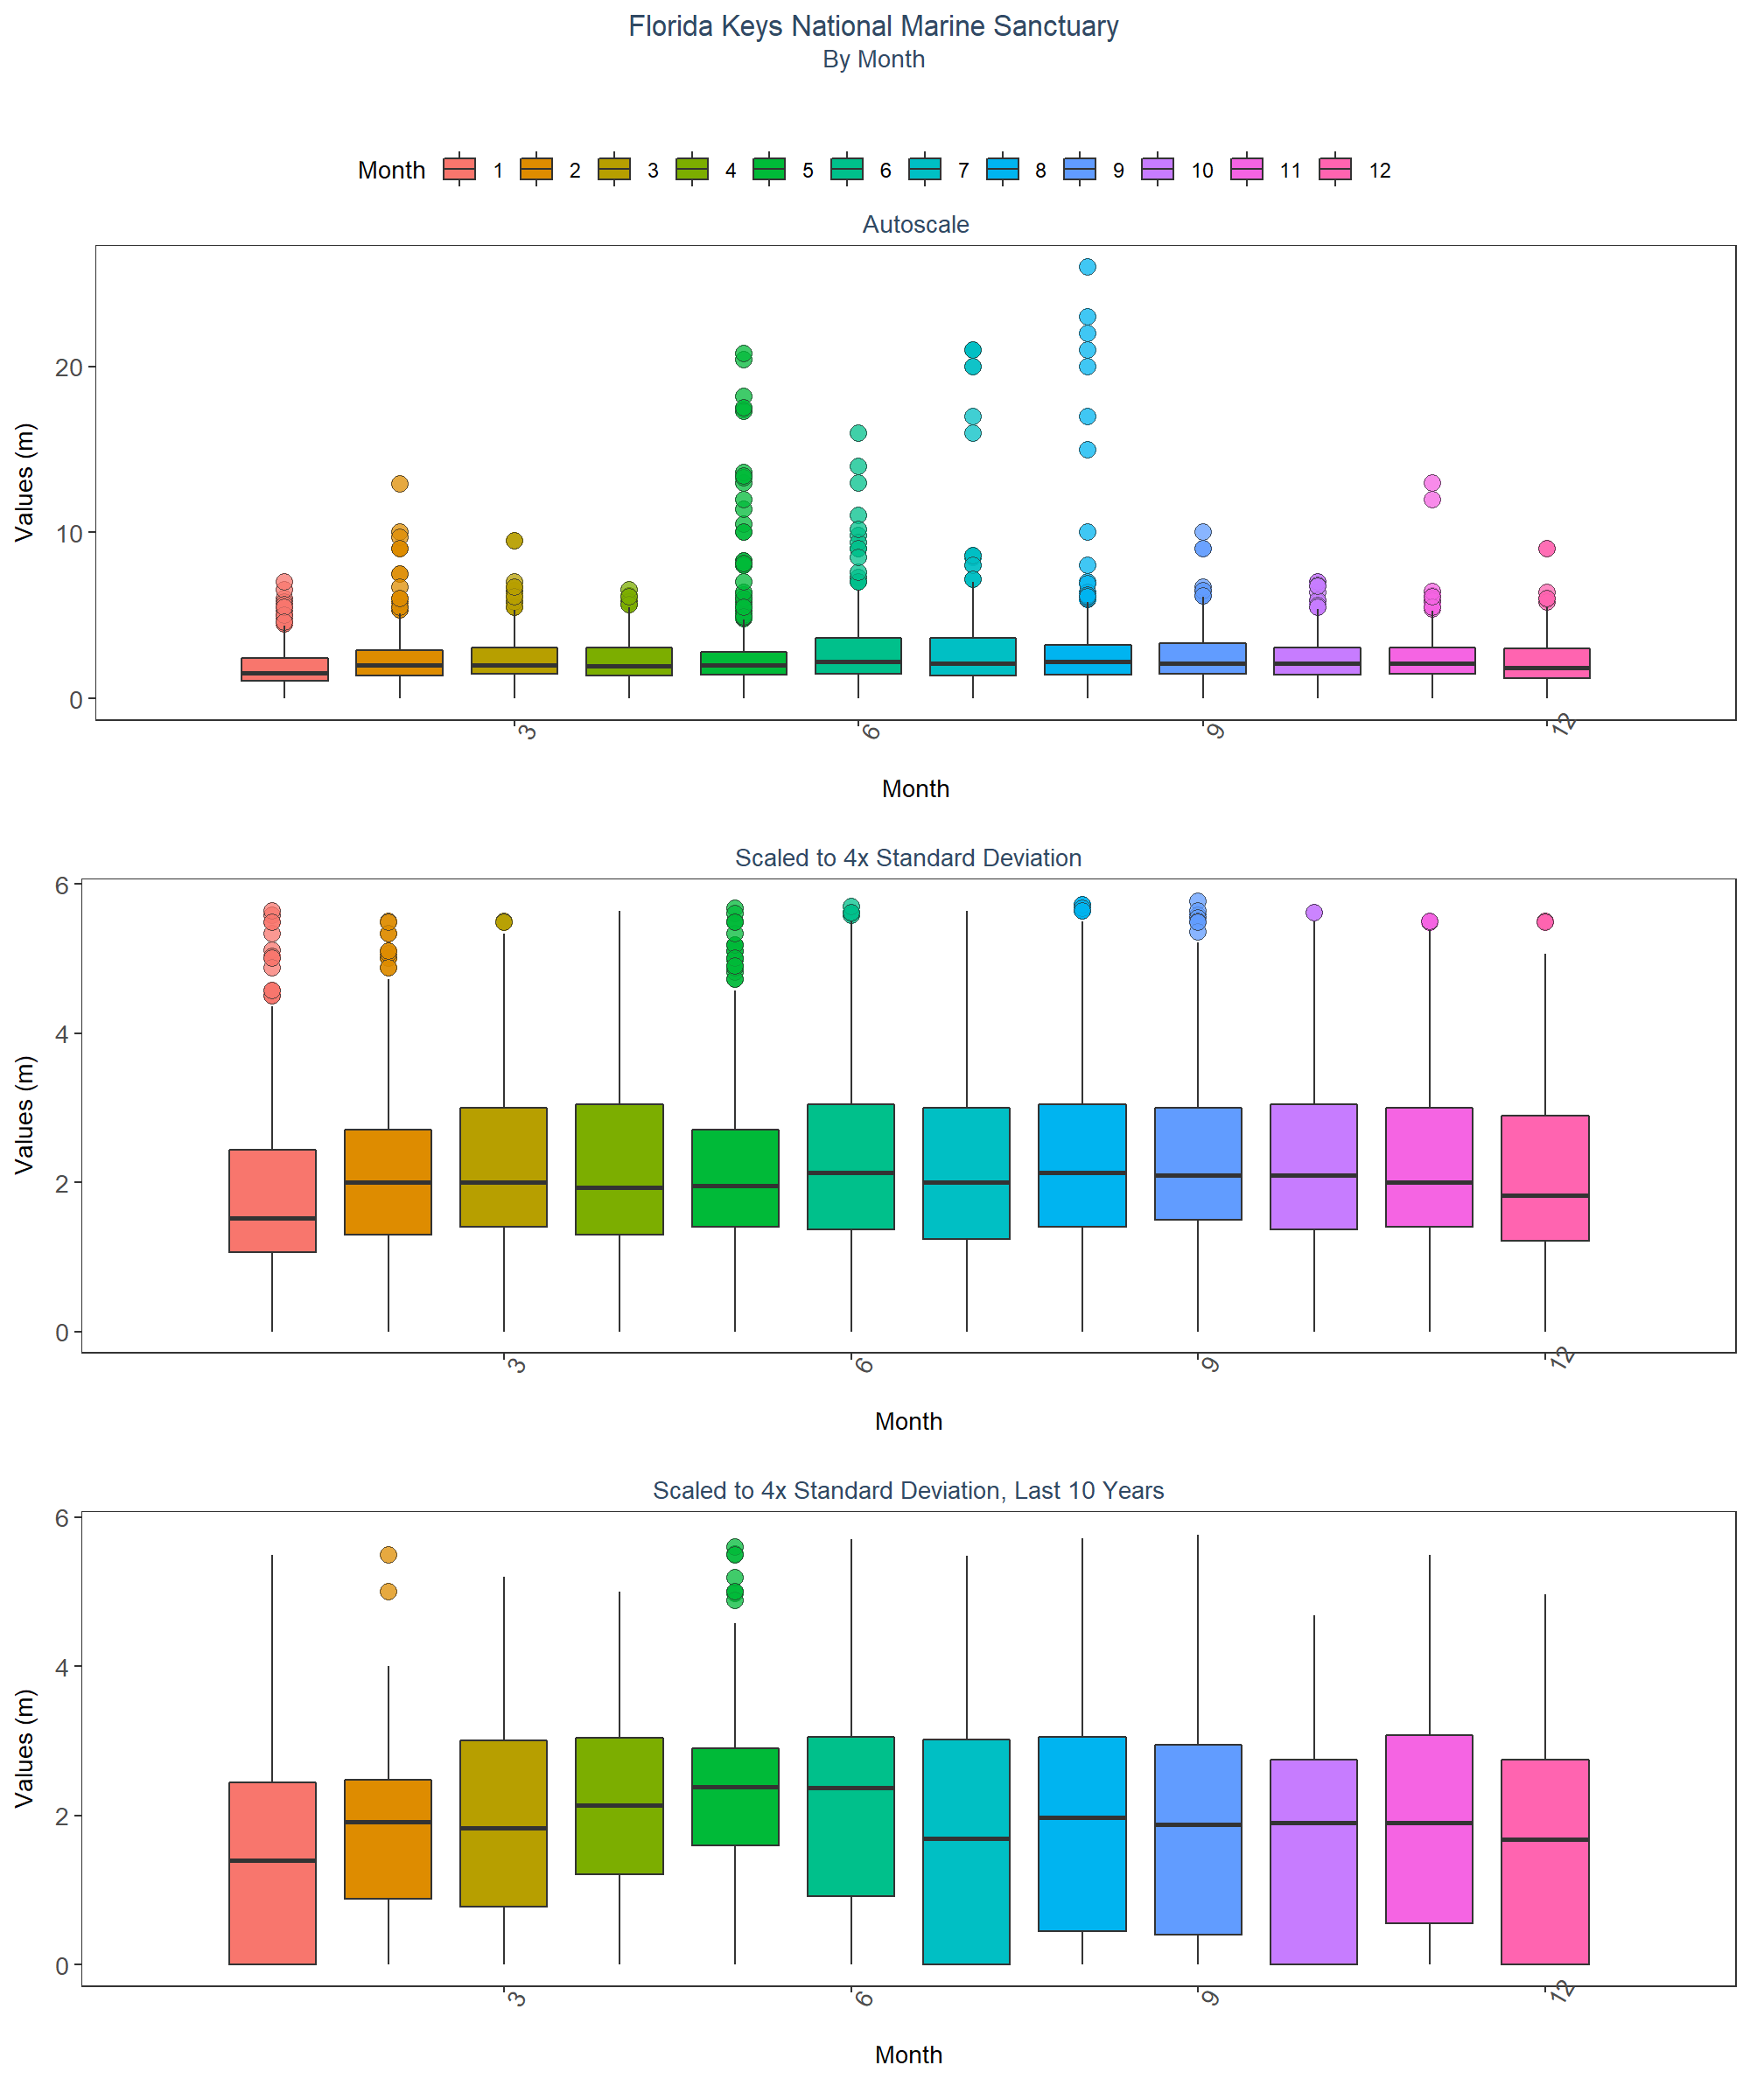 Florida Keys National Marine Sanctuary
By Month
Month 1 2 3 4 5 6 7 8 9 10 11 12
Autoscale
Values (m)
20
10
0
3 6 9 12
Month
Scaled to 4x Standard Deviation
Values (m)
6
4
2
0
3 6 9 12
Month
Scaled to 4x Standard Deviation, Last 10 Years
Values (m)
6
4
2
0
3 6 9 12
Month